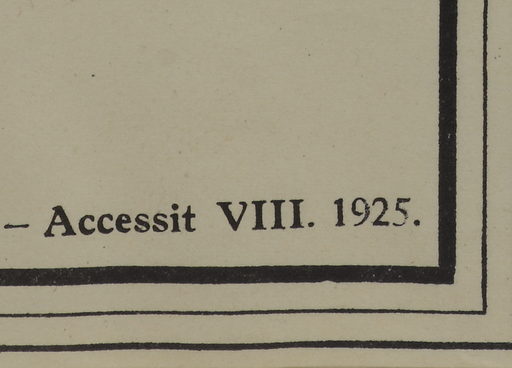 – Accessit VIII. 1925.